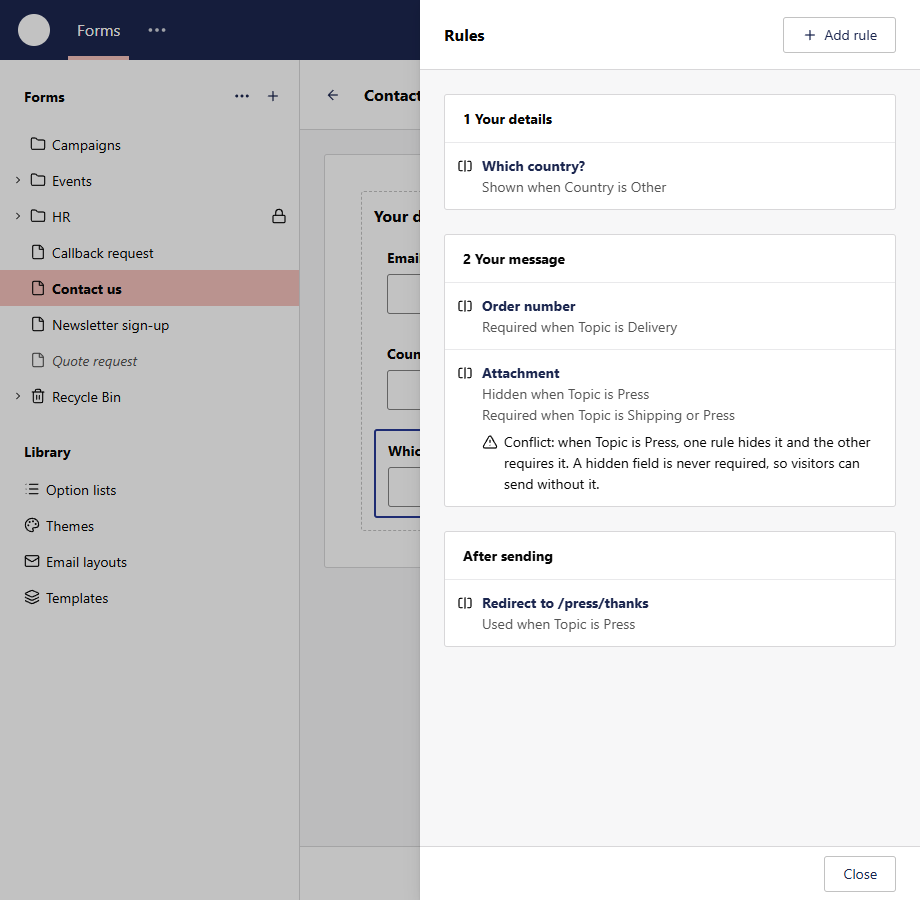 Forms
Rules
Add rule
Forms
Contact
Campaigns
Events
HR
Callback request
Contact us
Newsletter sign-up
Quote request
Recycle Bin
Library
Option lists
Themes
Email layouts
Templates
Your d
Email
Coun
Whic
1 Your details
Which country?
Shown when Country is Other
2 Your message
Order number
Required when Topic is Delivery
Attachment
Hidden when Topic is Press
Required when Topic is Shipping or Press
Conflict: when Topic is Press, one rule hides it and the other
requires it. A hidden field is never required, so visitors can
send without it.
After sending
Redirect to /press/thanks
Used when Topic is Press
Close